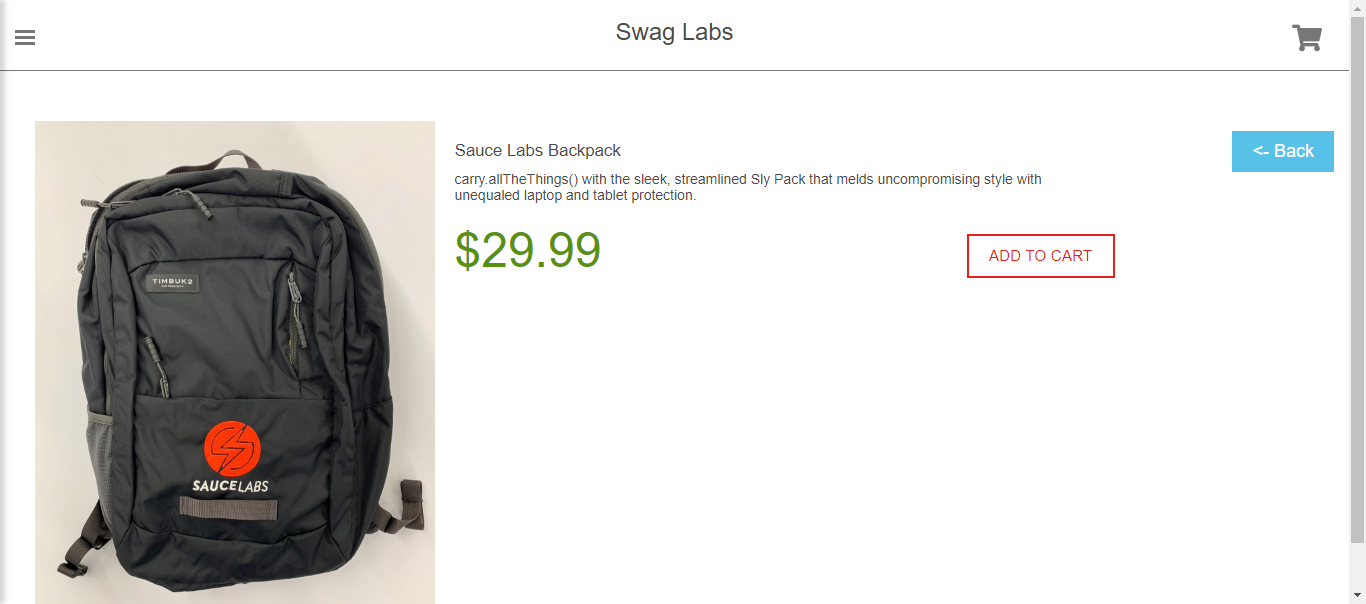 Swag Labs
Sauce Labs Backpack
<- Back
carry.allTheThings() with the sleek, streamlined Sly Pack that melds uncompromising style with
unequaled laptop and tablet protection.
$29.99
ADD TO CART
TIMBUK2
SAUCELABS